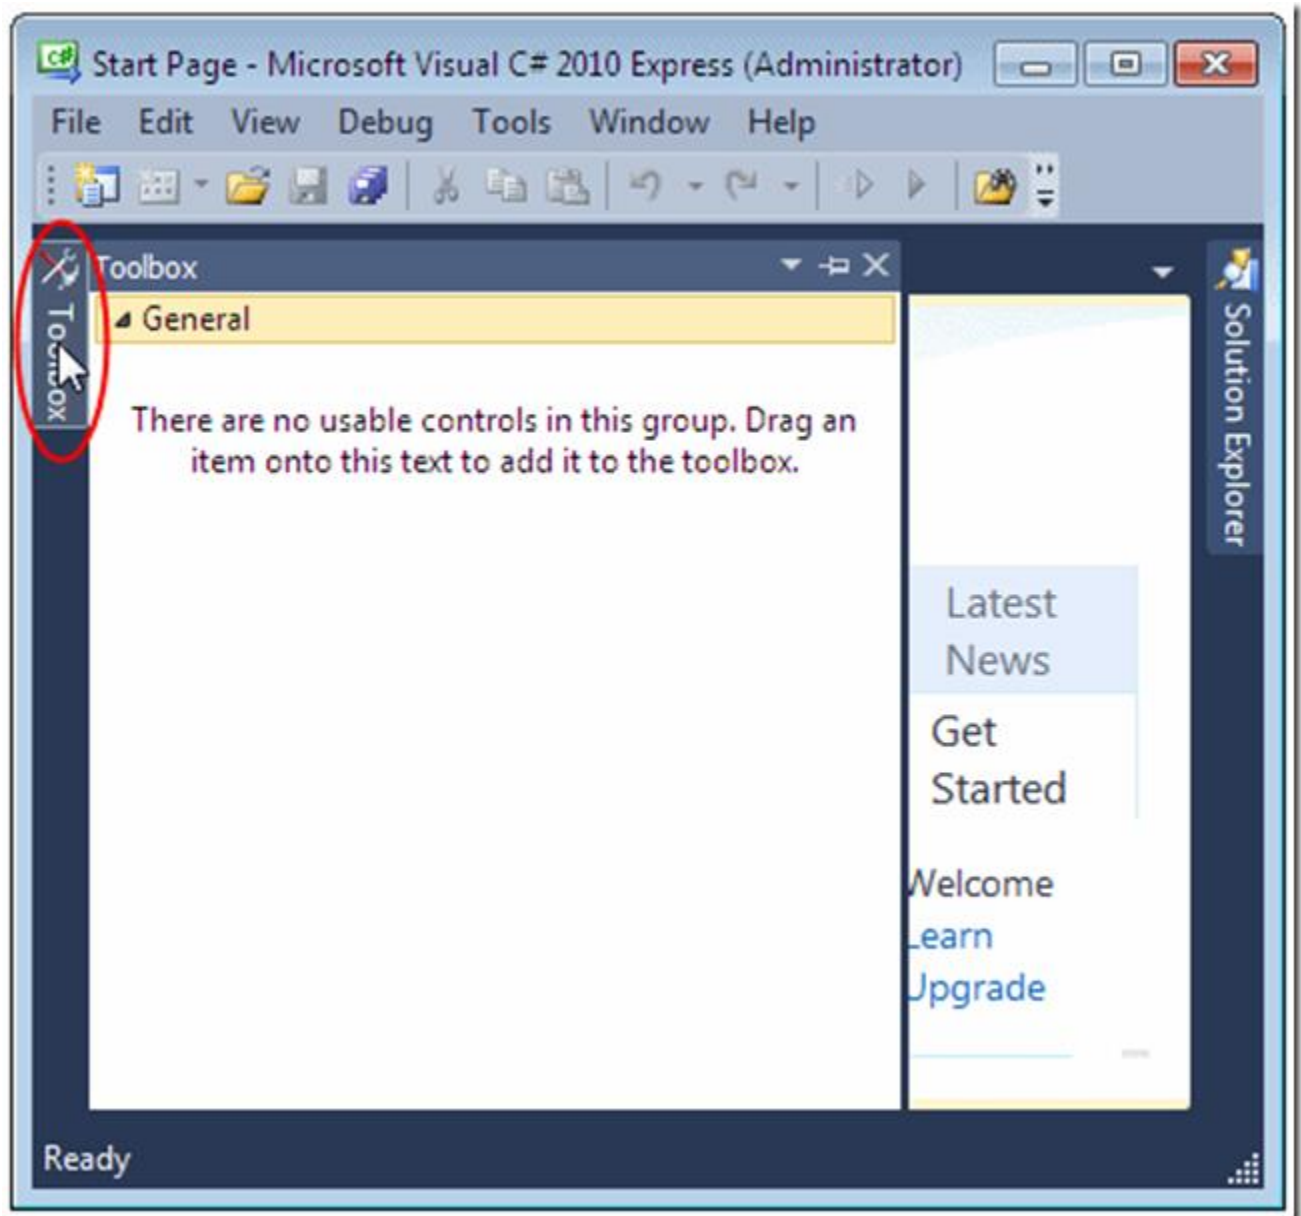 C#
Start Page - Microsoft Visual C# 2010 Express (Administrator)
File Edit View Debug Tools Window Help
Toolbox
Toolbox
General
There are no usable controls in this group. Drag an
item onto this text to add it to the toolbox.
Solution Explorer
Latest
News
Get
Started
Welcome
Learn
Upgrade
Ready